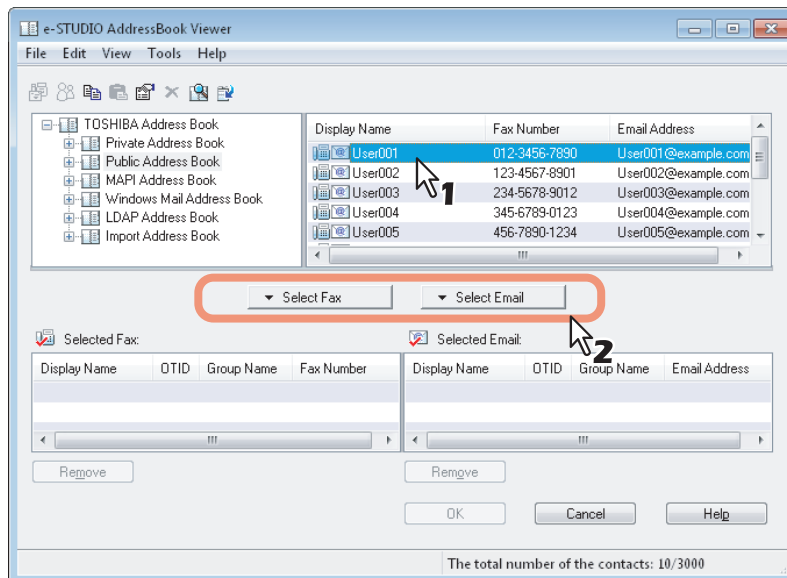 e-STUDIO AddressBook Viewer
File Edit View Tools Help
TOSHIBA Address Book
Private Address Book
Public Address Book
MAPI Address Book
Windows Mail Address Book
LDAP Address Book
Import Address Book
Display Name Fax Number Email Address
User001 012-3456-7890 User001@example.com
User002 123-4567-8901 User002@example.com
User003 234-5678-9012 User003@example.com
User004 345-6789-0123 User004@example.com
User005 456-7890-1234 User005@example.com
1
Select Fax Select Email
2
Selected Fax: Selected Email:
Display Name OTID Group Name Fax Number Display Name OTID Group Name Email Address
Remove Remove
OK Cancel Help
The total number of the contacts: 10/3000